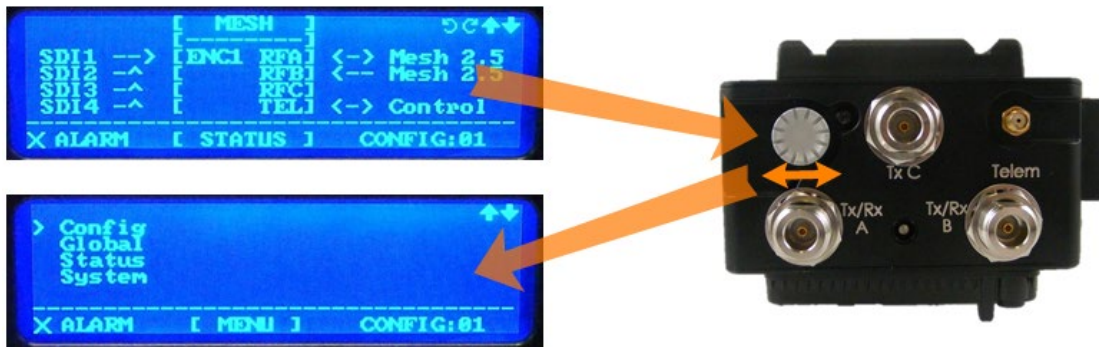 [ MESH ]
[--------]
SDI1 --> [ENC1 RFA] <-> Mesh 2.5
SDI2 -^ [ RFB] <-- Mesh 2.5
SDI3 -^ [ RFC]
SDI4 -^ [ TEL] <-> Control
X ALARM [ STATUS ] CONFIG:01
> Config
Global
Status
System
X ALARM [ MENU ] CONFIG:01
Tx C
Telem
Tx/Rx A
Tx/Rx B